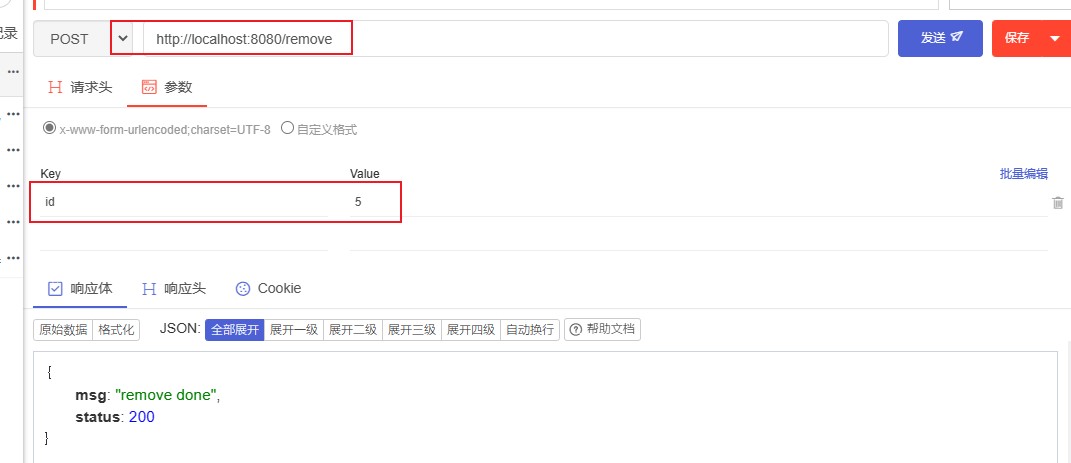 记录
POST http://localhost:8080/remove 发送 保存
请求头 参数
x-www-form-urlencoded;charset=UTF-8 自定义格式
Key Value 批量编辑
id 5
响应体 响应头 Cookie
原始数据 格式化 JSON: 全部展开 展开一级 展开二级 展开三级 展开四级 自动换行 帮助文档
{
msg: "remove done",
status: 200
}